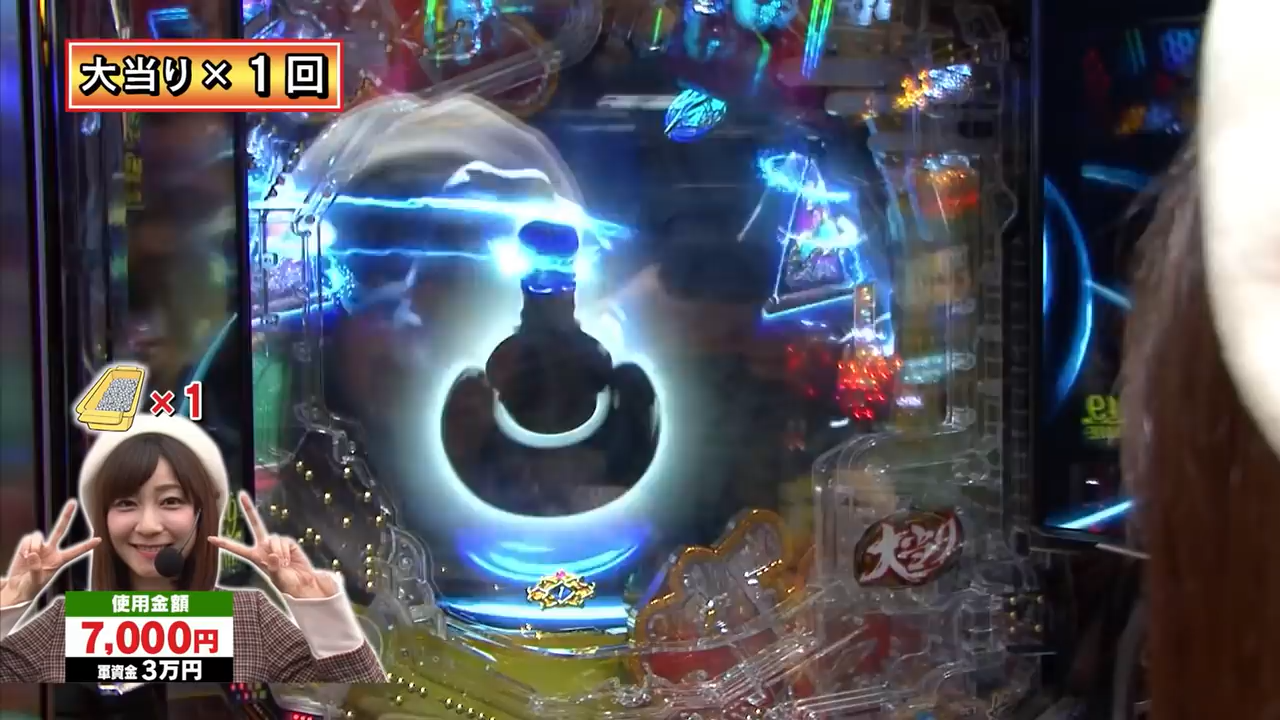 大当り×1回
×1
使用金額
7,000円
軍資金3万円
大当り